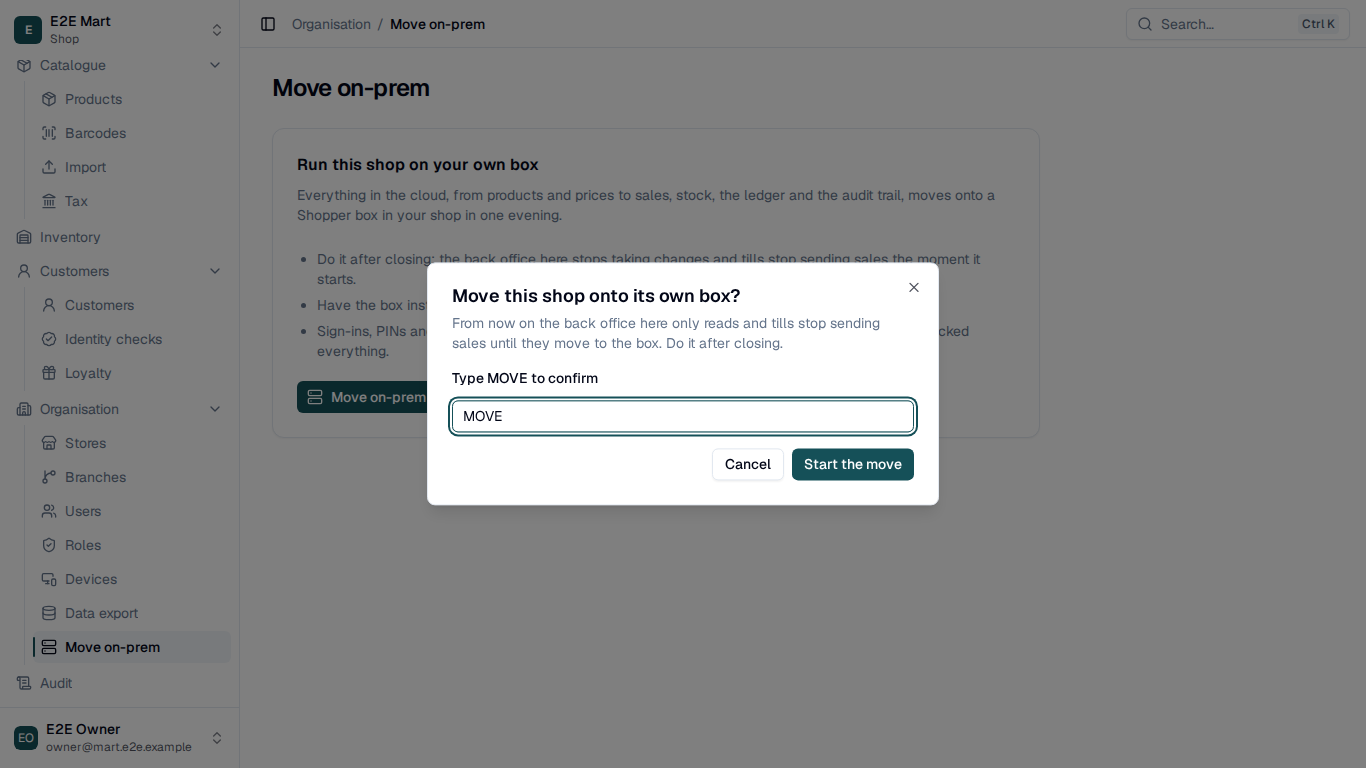 E
E2E Mart
Shop
Catalogue
Products
Barcodes
Import
Tax
Inventory
Customers
Customers
Identity checks
Loyalty
Organisation
Stores
Branches
Users
Roles
Devices
Data export
Move on-prem
Audit
EO
E2E Owner
owner@mart.e2e.example
Organisation / Move on-prem
Search...
Ctrl K
Move on-prem
Run this shop on your own box
Everything in the cloud, from products and prices to sales, stock, the ledger and the audit trail, moves onto a
Shopper box in your shop in one evening.
Do it after closing: the back office here stops taking changes and tills stop sending sales the moment it
starts.
Have the box
Sign-ins, PINs
everything.
Move on-prem
Move this shop onto its own box?
From now on the back office here only reads and tills stop sending
sales until they move to the box. Do it after closing.
Type MOVE to confirm
MOVE
Cancel
Start the move